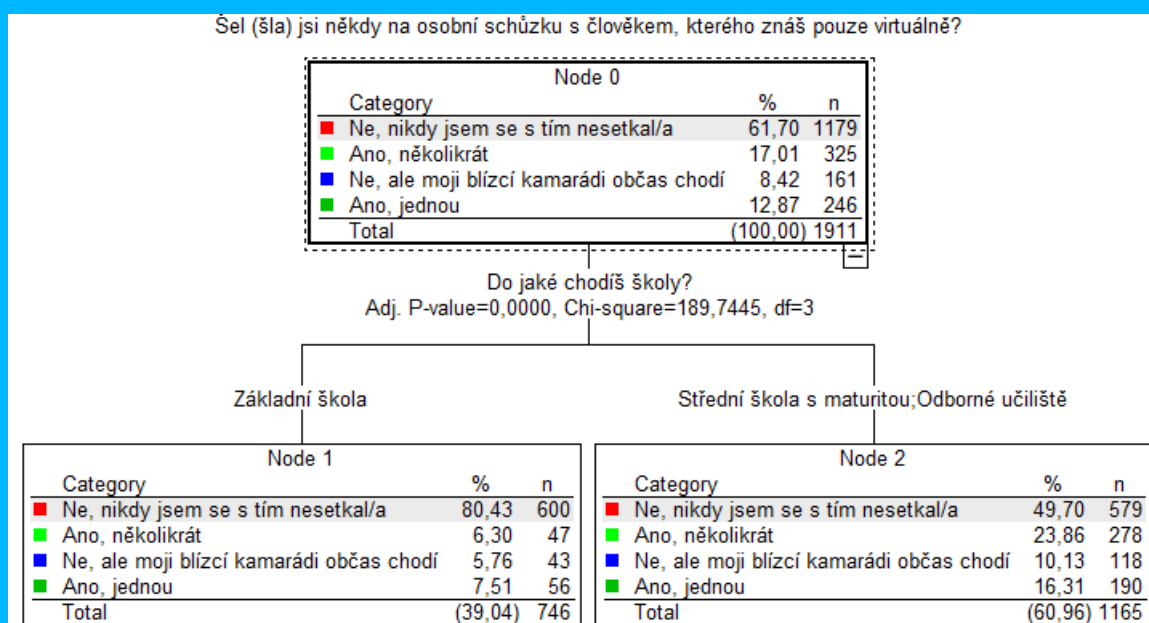 Šel (šla) jsi někdy na osobní schůzku s člověkem, kterého znáš pouze virtuálně?
Node 0
Category % n
Ne, nikdy jsem se s tím nesetkal/a 61,70 1179
Ano, několikrát 17,01 325
Ne, ale moji blízcí kamarádi občas chodí 8,42 161
Ano, jednou 12,87 246
Total (100,00) 1911
Do jaké chodíš školy?
Adj. P-value=0,0000, Chi-square=189,7445, df=3
Základní škola
Střední škola s maturitou;Odborné učiliště
Node 1
Category % n
Ne, nikdy jsem se s tím nesetkal/a 80,43 600
Ano, několikrát 6,30 47
Ne, ale moji blízcí kamarádi občas chodí 5,76 43
Ano, jednou 7,51 56
Total (39,04) 746
Node 2
Category % n
Ne, nikdy jsem se s tím nesetkal/a 49,70 579
Ano, několikrát 23,86 278
Ne, ale moji blízcí kamarádi občas chodí 10,13 118
Ano, jednou 16,31 190
Total (60,96) 1165